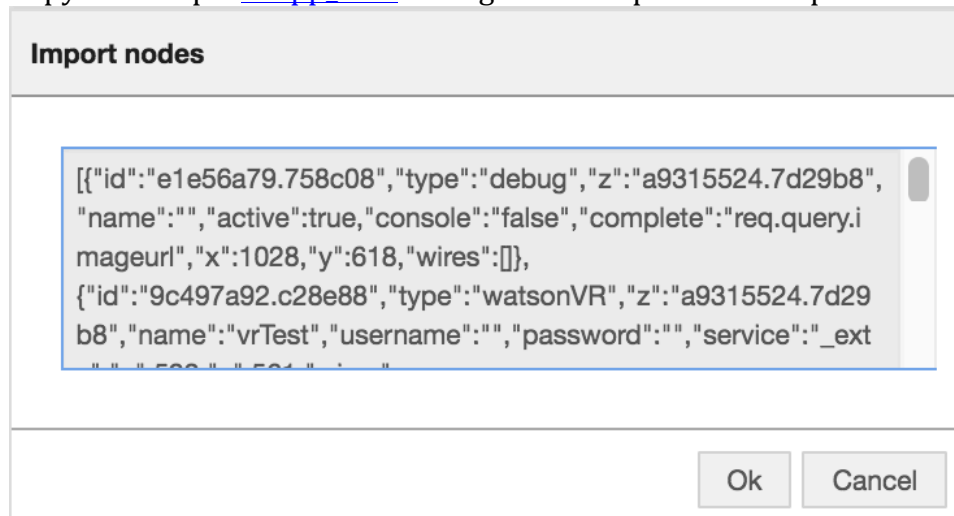 Import nodes
[{"id":"e1e56a79.758c08","type":"debug","z":"a9315524.7d29b8",
"name":"","active":true,"console":"false","complete":"req.query.i
mageurl","x":1028,"y":618,"wires":[]},
{"id":"9c497a92.c28e88","type":"watsonVR","z":"a9315524.7d29
b8","name":"vrTest","username":"","password":"","service":"_ext
Ok Cancel